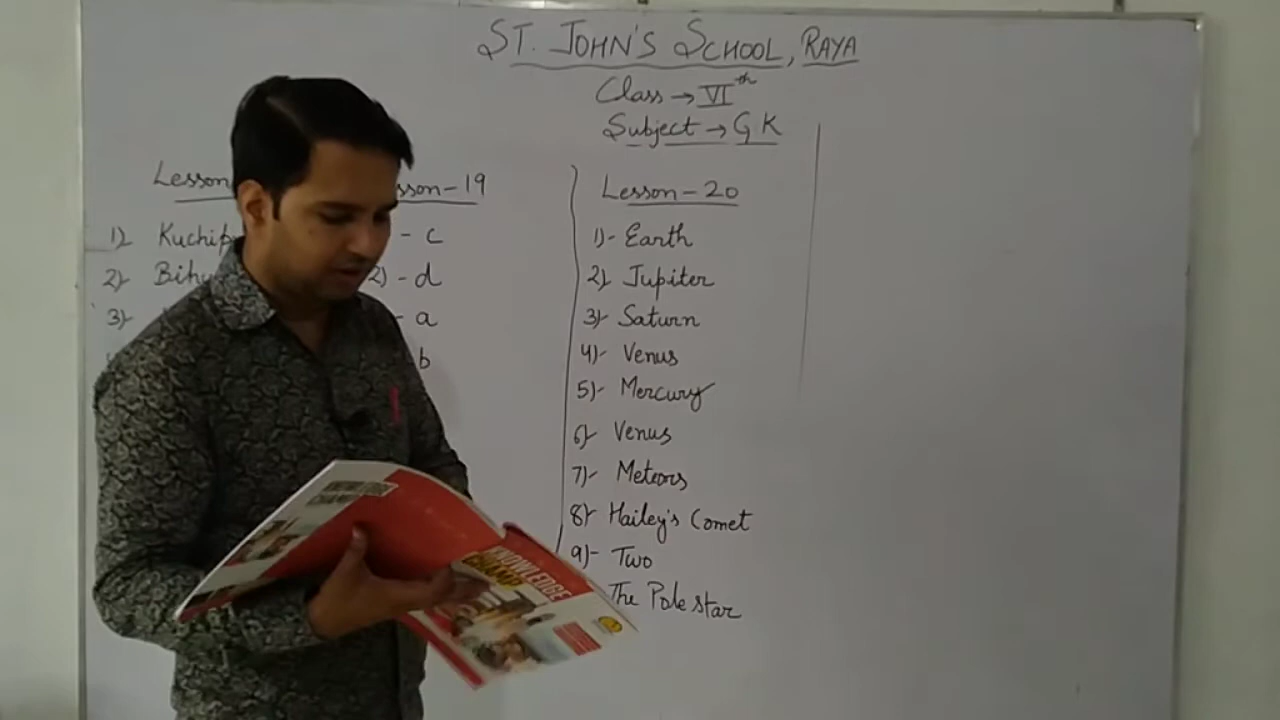 ST. JOHN'S SCHOOL, RAYA
Class → VIth
Subject → GK
Lesson
1) Kuchip
2) Bihu
3)
sson-19
- c
2) - d
- a
b
Lesson-20
1)- Earth
2) Jupiter
3) Saturn
4)- Venus
5)- Mercury
6) Venus
7)- Meteors
8) Hailey's Comet
9)- Two
The Pole star
KNOWLEDGE